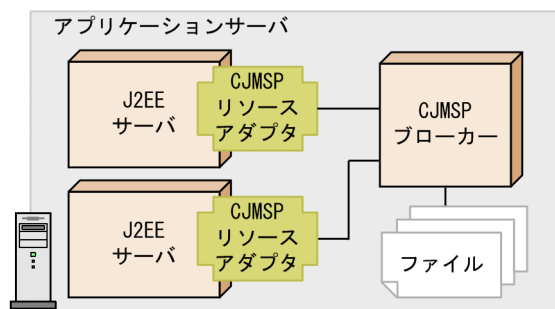 アプリケーションサーバ
J2EE
サーバ
CJMSP
リソース
アダプタ
CJMSP
ブローカー
J2EE
サーバ
CJMSP
リソース
アダプタ
ファイル